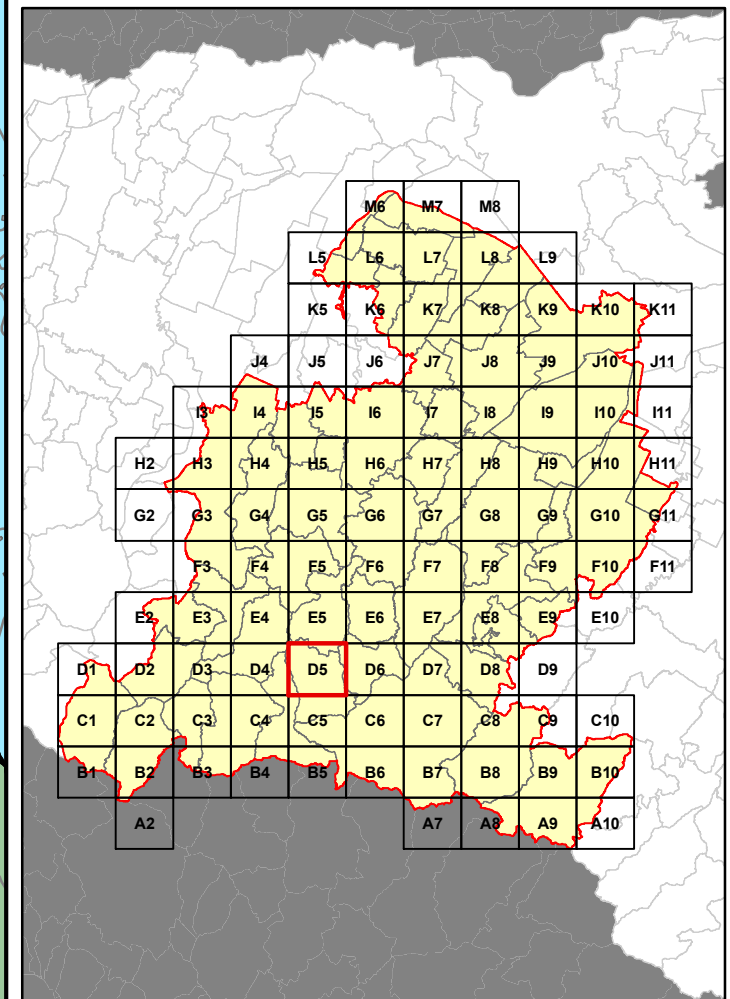 M6 M7 M8
L5 L6 L7 L8 L9
K5 K6 K7 K8 K9 K10 K11
J4 J5 J6 J7 J8 J9 J10 J11
I3 I4 I5 I6 I7 I8 I9 I10 I11
H2 H3 H4 H5 H6 H7 H8 H9 H10 H11
G2 G3 G4 G5 G6 G7 G8 G9 G10 G11
F3 F4 F5 F6 F7 F8 F9 F10 F11
E2 E3 E4 E5 E6 E7 E8 E9 E10
D1 D2 D3 D4 D5 D6 D7 D8 D9
C1 C2 C3 C4 C5 C6 C7 C8 C9 C10
B1 B2 B3 B4 B5 B6 B7 B8 B9 B10
A2 A7 A8 A9 A10